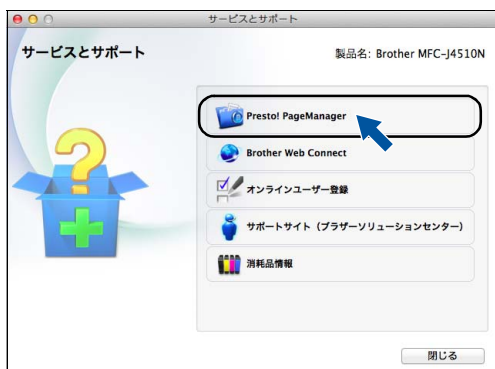 サービスとサポート
サービスとサポート
製品名: Brother MFC-J4510N
Presto! PageManager
Brother Web Connect
オンラインユーザー登録
サポートサイト（ブラザーソリューションセンター）
消耗品情報
閉じる